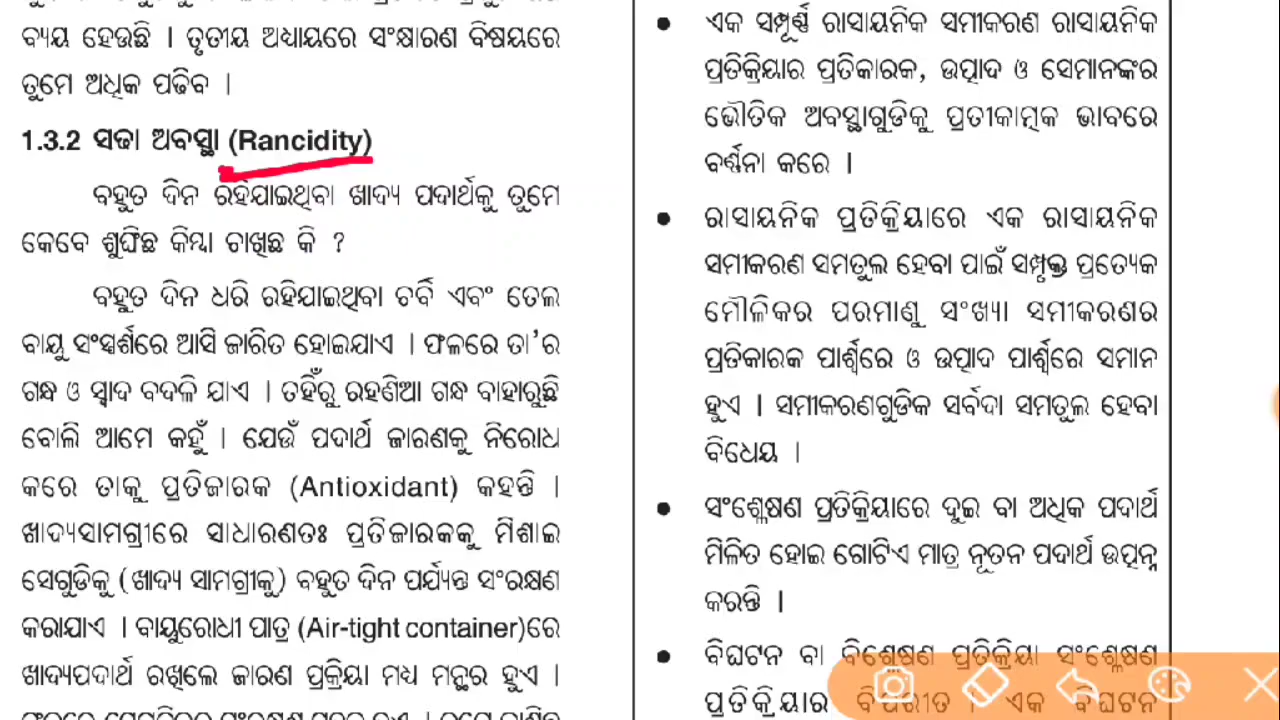 ବ୍ୟୟ ହେଉଛି । ତୃତୀୟ ଅଧ୍ୟାୟରେ ସଂକ୍ଷାରଣ ବିଷୟରେ
ତୁମେ ଅଧିକ ପଢିବ ।
1.3.2 ସଢା ଅବସ୍ଥା (Rancidity)
ବହୁତ ଦିନ ରହିଯାଇଥିବା ଖାଦ୍ୟ ପଦାର୍ଥକୁ ତୁମେ
କେବେ ଶୁଙ୍ଘିଛ କିମ୍ବା ଚାଖିଛ କି ?
ବହୁତ ଦିନ ଧରି ରହିଯାଇଥିବା ଚର୍ବି ଏବଂ ତେଲ
ବାୟୁ ସଂସ୍ପର୍ଶରେ ଆସି ଜାରିତ ହୋଇଯାଏ । ଫଳରେ ତା’ର
ଗନ୍ଧ ଓ ସ୍ୱାଦ ବଦଳି ଯାଏ । ତହିଁରୁ ରହଣିଆ ଗନ୍ଧ ବାହାରୁଛି
ବୋଲି ଆମେ କହୁଁ । ଯେଉଁ ପଦାର୍ଥ ଜାରଣକୁ ନିରୋଧ
କରେ ତାକୁ ପ୍ରତିଜାରକ (Antioxidant) କହନ୍ତି ।
ଖାଦ୍ୟସାମଗ୍ରୀରେ ସାଧାରଣତଃ ପ୍ରତିଜାରକକୁ ମିଶାଇ
ସେଗୁଡିକୁ (ଖାଦ୍ୟ ସାମଗ୍ରୀକୁ) ବହୁତ ଦିନ ପର୍ଯ୍ୟନ୍ତ ସଂରକ୍ଷଣ
କରାଯାଏ । ବାୟୁରୋଧୀ ପାତ୍ର (Air-tight container)ରେ
ଖାଦ୍ୟପଦାର୍ଥ ରଖିଲେ ଜାରଣ ପ୍ରକ୍ରିୟା ମଧ୍ୟ ମନ୍ଥର ହୁଏ ।
● ଏକ ସମ୍ପୂର୍ଣ୍ଣ ରାସାୟନିକ ସମୀକରଣ ରାସାୟନିକ
ପ୍ରତିକ୍ରିୟାର ପ୍ରତିକାରକ, ଉତ୍ପାଦ ଓ ସେମାନଙ୍କର
ଭୌତିକ ଅବସ୍ଥାଗୁଡିକୁ ପ୍ରତୀକାତ୍ମକ ଭାବରେ
ବର୍ଣ୍ଣନା କରେ ।
● ରାସାୟନିକ ପ୍ରତିକ୍ରିୟାରେ ଏକ ରାସାୟନିକ
ସମୀକରଣ ସମତୁଲ ହେବା ପାଇଁ ସମ୍ପୃକ୍ତ ପ୍ରତ୍ୟେକ
ମୌଳିକର ପରମାଣୁ ସଂଖ୍ୟା ସମୀକରଣର
ପ୍ରତିକାରକ ପାର୍ଶ୍ୱରେ ଓ ଉତ୍ପାଦ ପାର୍ଶ୍ୱରେ ସମାନ
ହୁଏ । ସମୀକରଣଗୁଡିକ ସର୍ବଦା ସମତୁଲ ହେବା
ବିଧେୟ ।
● ସଂଶ୍ଳେଷଣ ପ୍ରତିକ୍ରିୟାରେ ଦୁଇ ବା ଅଧିକ ପଦାର୍ଥ
ମିଳିତ ହୋଇ ଗୋଟିଏ ମାତ୍ର ନୂତନ ପଦାର୍ଥ ଉତ୍ପନ୍ନ
କରନ୍ତି ।
● ବିଘଟନ ବା ବିଶ୍ଳେଷଣ ପ୍ରତିକ୍ରିୟା ସଂଶ୍ଳେଷଣ
ପ୍ରତିକ୍ରିୟାର ବିପରୀତ । ଏକ ବିଘଟନ